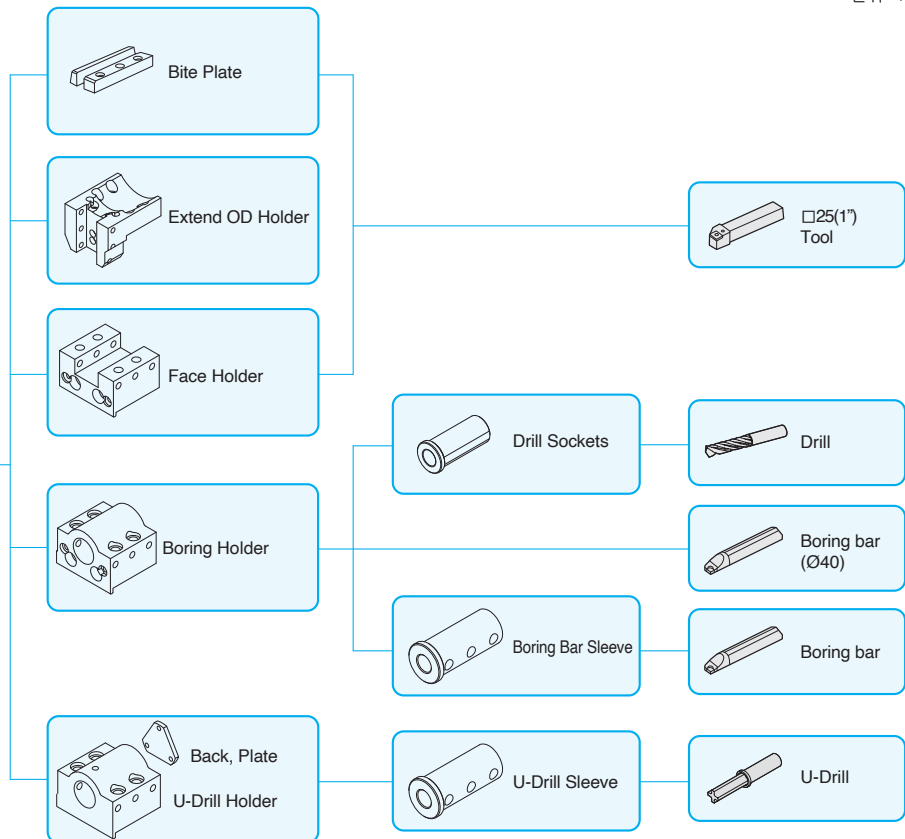 Bite Plate
Extend OD Holder
□25(1")
Tool
Face Holder
Drill Sockets
Drill
Boring Holder
Boring bar
(Ø40)
Boring Bar Sleeve
Boring bar
Back, Plate
U-Drill Holder
U-Drill Sleeve
U-Drill